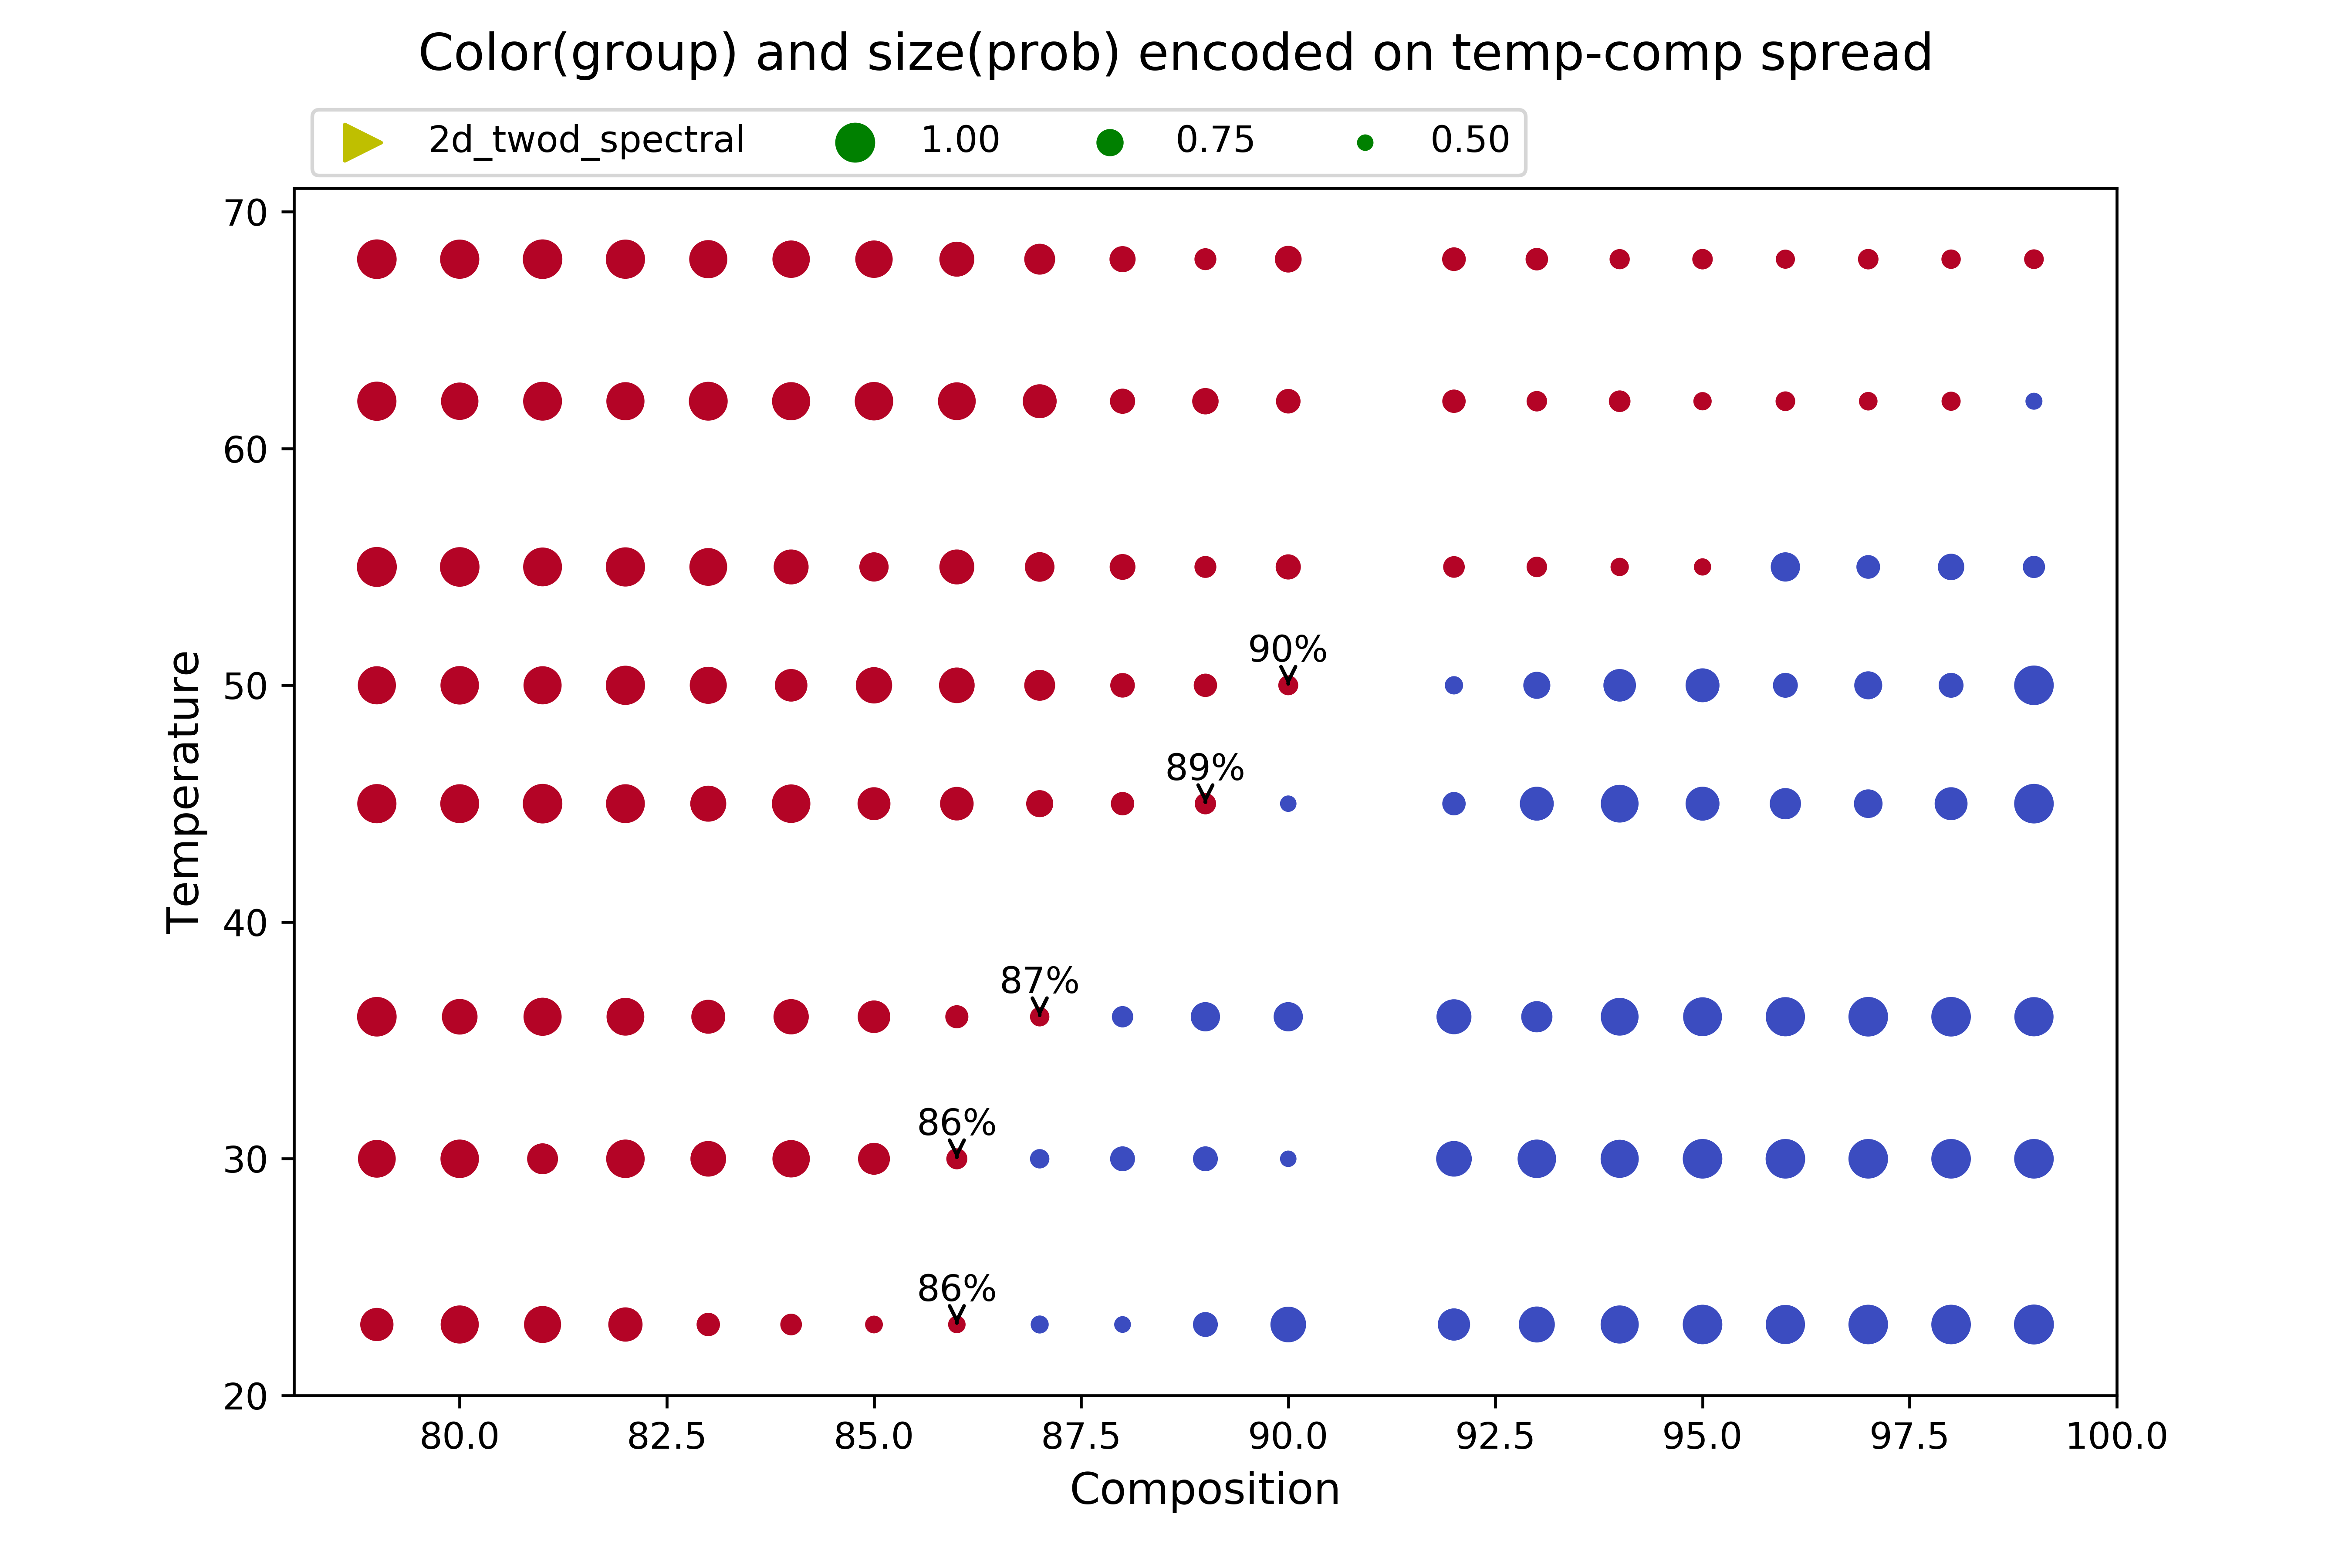 Color(group) and size(prob) encoded on temp-comp spread
2d_twod_spectral 1.00 0.75 0.50
70
60
50
40
30
20
Temperature
90%
89%
87%
86%
86%
80.0 82.5 85.0 87.5 90.0 92.5 95.0 97.5 100.0
Composition